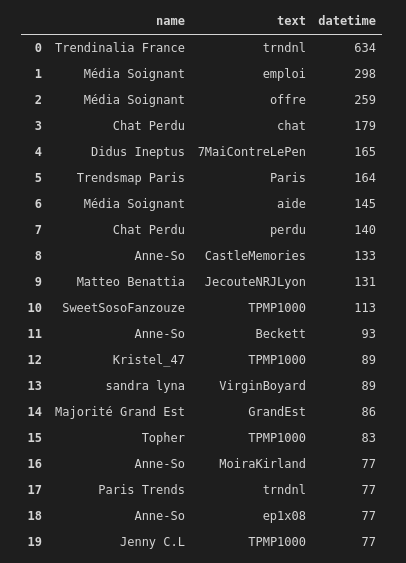 name text datetime
0 Trendinalia France trndnl 634
1 Média Soignant emploi 298
2 Média Soignant offre 259
3 Chat Perdu chat 179
4 Didus Ineptus 7MaiContreLePen 165
5 Trendsmap Paris Paris 164
6 Média Soignant aide 145
7 Chat Perdu perdu 140
8 Anne-So CastleMemories 133
9 Matteo Benattia JecouteNRJLyon 131
10 SweetSosoFanzouze TPMP1000 113
11 Anne-So Beckett 93
12 Kristel_47 TPMP1000 89
13 sandra lyna VirginBoyard 89
14 Majorité Grand Est GrandEst 86
15 Topher TPMP1000 83
16 Anne-So MoiraKirland 77
17 Paris Trends trndnl 77
18 Anne-So ep1x08 77
19 Jenny C.L TPMP1000 77